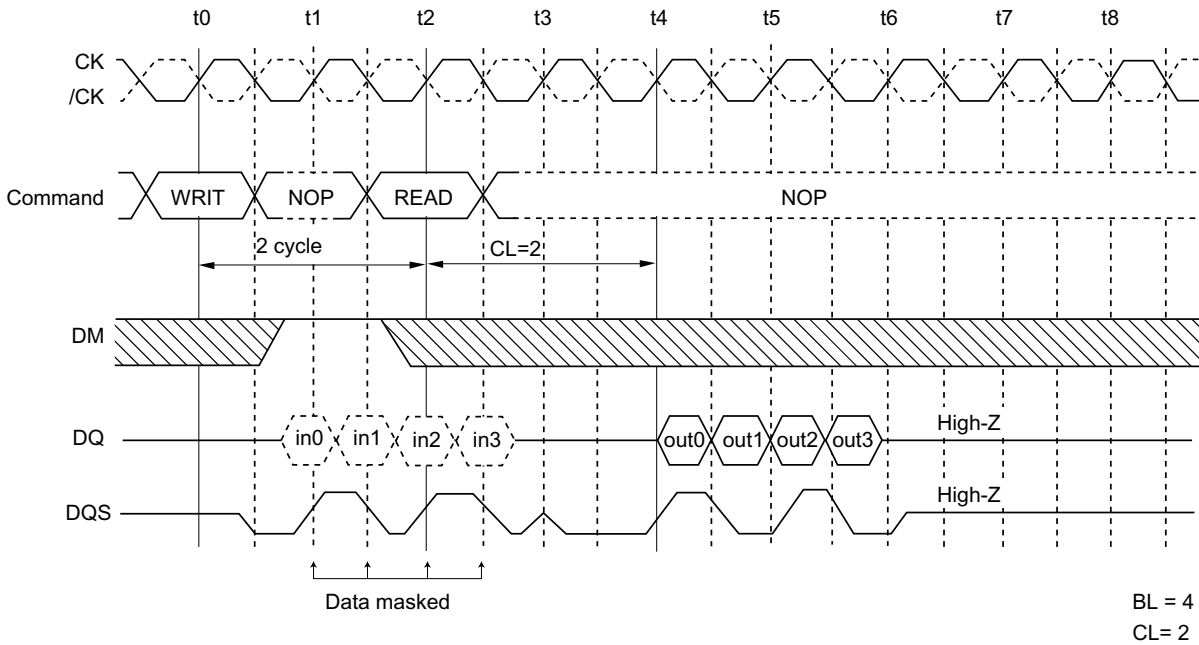 t0 t1 t2 t3 t4 t5 t6 t7 t8
CK
/CK
Command WRIT NOP READ NOP
2 cycle CL=2
DM
DQ in0 in1 in2 in3 out0 out1 out2 out3 High-Z
DQS High-Z
Data masked
BL = 4
CL= 2